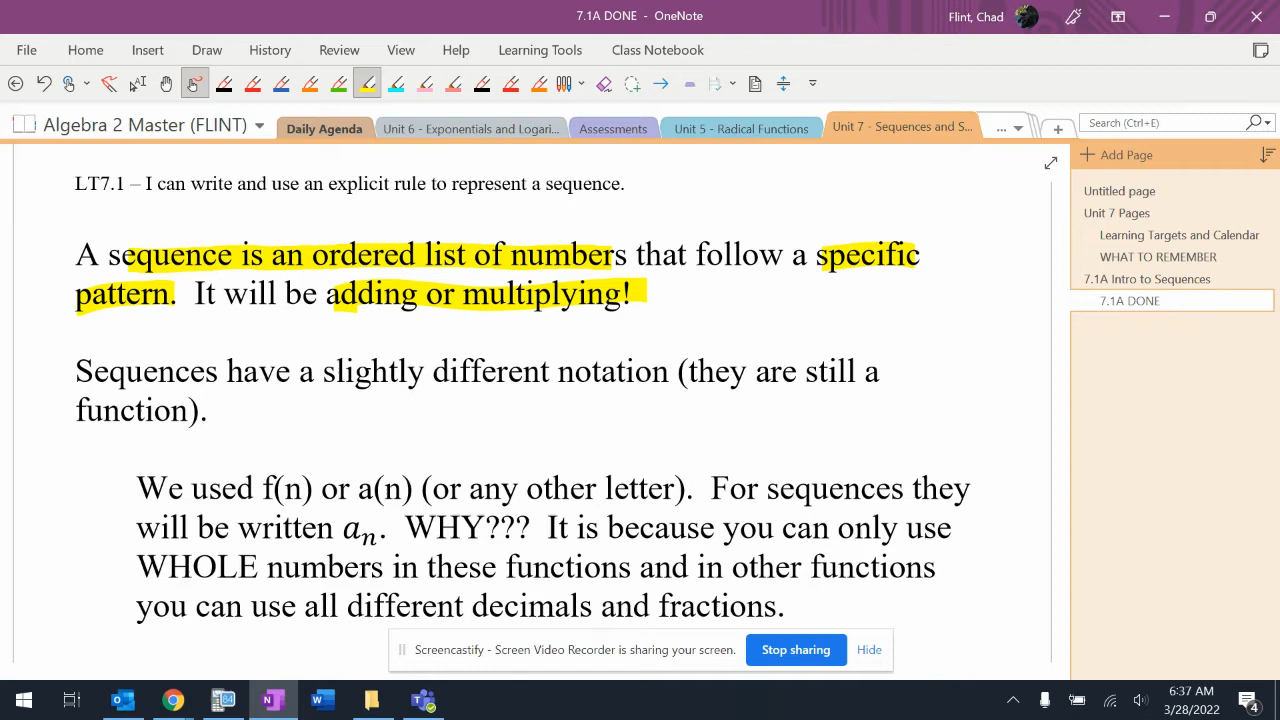 7.1A DONE - OneNote
Flint, Chad
File Home Insert Draw History Review View Help Learning Tools Class Notebook
Algebra 2 Master (FLINT) Daily Agenda Unit 6 - Exponentials and Logari... Assessments Unit 5 - Radical Functions Unit 7 - Sequences and S... ... + Search (Ctrl+E)
Add Page
LT7.1 – I can write and use an explicit rule to represent a sequence.
Untitled page
Unit 7 Pages
Learning Targets and Calendar
WHAT TO REMEMBER
7.1A Intro to Sequences
7.1A DONE
A sequence is an ordered list of numbers that follow a specific
pattern. It will be adding or multiplying!
Sequences have a slightly different notation (they are still a
function).
We used f(n) or a(n) (or any other letter). For sequences they
will be written aₙ. WHY??? It is because you can only use
WHOLE numbers in these functions and in other functions
you can use all different decimals and fractions.
Screencastify - Screen Video Recorder is sharing your screen. Stop sharing Hide
6:37 AM
3/28/2022
4